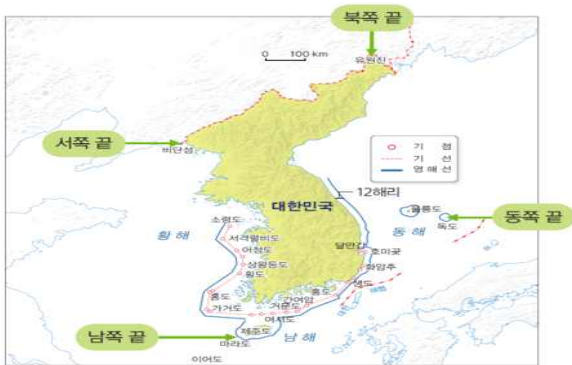 북쪽 끝
0 100 km
유원진
서쪽 끝
비단섬
기 점
기 선
영 해 선
12해리
대한민국
울릉도
동쪽 끝
독도
동 해
소령도
황 해
서격렬비도
어청도
상왕등도
횡도
달만갑
호미곶
화암추
생도
홍도
홍도
간여암
가거도
거문도
여서도
대한 해협
제주도
남쪽 끝
마라도
남 해
이어도